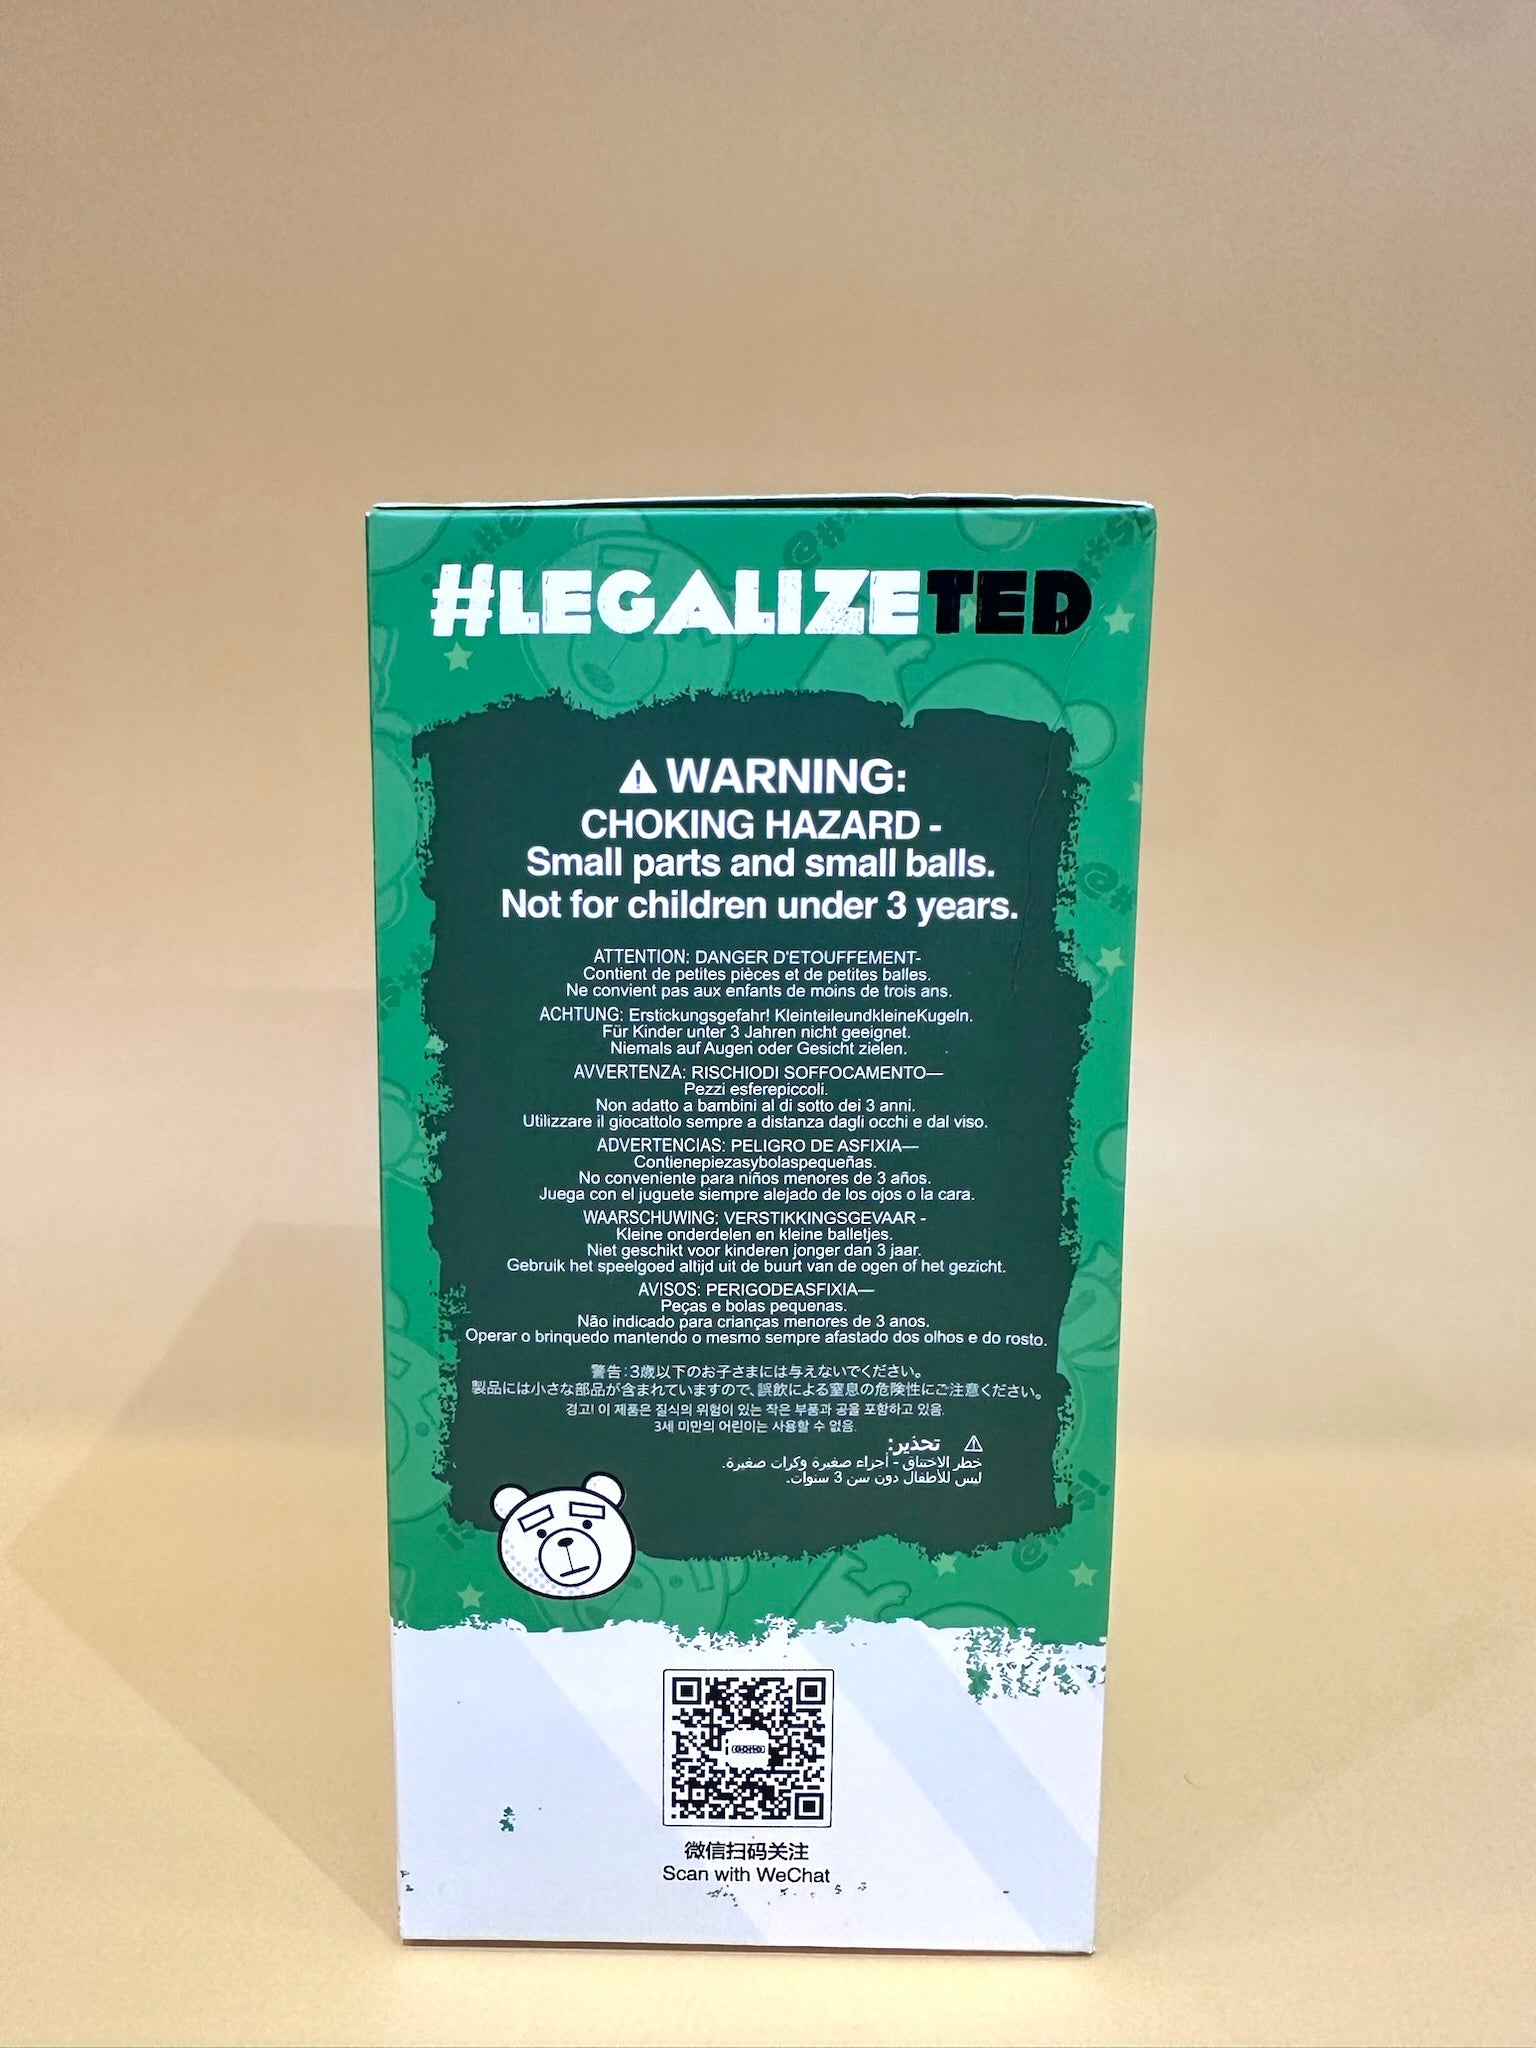 #LEGALIZETED
⚠ WARNING:
CHOKING HAZARD -
Small parts and small balls.
Not for children under 3 years.
ATTENTION: DANGER D'ETOUFFEMENT-
Contient de petites pièces et de petites balles.
Ne convient pas aux enfants de moins de trois ans.
ACHTUNG: Erstickungsgefahr! KleinteileundkleineKugeln.
Für Kinder unter 3 Jahren nicht geeignet.
Niemals auf Augen oder Gesicht zielen.
AVVERTENZA: RISCHIODI SOFFOCAMENTO—
Pezzi esferepiccoli.
Non adatto a bambini al di sotto dei 3 anni.
Utilizzare il giocattolo sempre a distanza dagli occhi e dal viso.
ADVERTENCIAS: PELIGRO DE ASFIXIA—
Contienepiezasybolaspequeñas.
No conveniente para niños menores de 3 años.
Juega con el juguete siempre alejado de los ojos o la cara.
WAARSCHUWING: VERSTIKKINGSGEVAAR -
Kleine onderdelen en kleine balletjes.
Niet geschikt voor kinderen jonger dan 3 jaar.
Gebruik het speelgoed altijd uit de buurt van de ogen of het gezicht.
AVISOS: PERIGODEASFIXIA—
Peças e bolas pequenas.
Não indicado para crianças menores de 3 anos.
Operar o brinquedo mantendo o mesmo sempre afastado dos olhos e do rosto.
警告:3歳以下のお子さまには与えないでください。
製品には小さな部品が含まれていますので、誤飲による窒息の危険性にご注意ください。
경고! 이 제품은 질식의 위험이 있는 작은 부품과 공을 포함하고 있음.
3세 미만의 어린이는 사용할 수 없음.
⚠ تحذير:
خطر الاختناق - أجزاء صغيرة وكرات صغيرة.
ليس للأطفال دون سن 3 سنوات.
微信扫码关注
Scan with WeChat